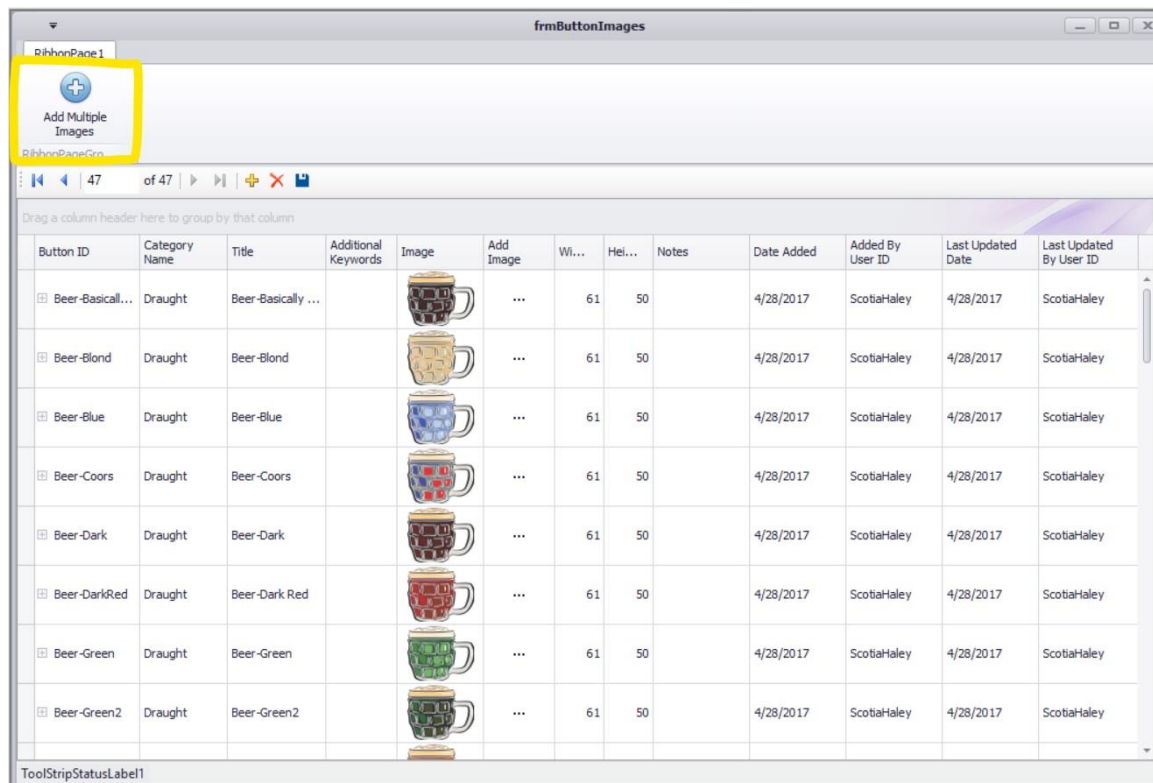 frmButtonImages
RibbonPage1
Add Multiple
Images
RibbonPageGro
47 of 47
Drag a column header here to group by that column
Button ID Category Name Title Additional Keywords Image Add Image Wi... Hei... Notes Date Added Added By User ID Last Updated Date Last Updated By User ID
Beer-Basicall... Draught Beer-Basically ... ... 61 50 4/28/2017 ScotiaHaley 4/28/2017 ScotiaHaley
Beer-Blond Draught Beer-Blond ... 61 50 4/28/2017 ScotiaHaley 4/28/2017 ScotiaHaley
Beer-Blue Draught Beer-Blue ... 61 50 4/28/2017 ScotiaHaley 4/28/2017 ScotiaHaley
Beer-Coors Draught Beer-Coors ... 61 50 4/28/2017 ScotiaHaley 4/28/2017 ScotiaHaley
Beer-Dark Draught Beer-Dark ... 61 50 4/28/2017 ScotiaHaley 4/28/2017 ScotiaHaley
Beer-DarkRed Draught Beer-Dark Red ... 61 50 4/28/2017 ScotiaHaley 4/28/2017 ScotiaHaley
Beer-Green Draught Beer-Green ... 61 50 4/28/2017 ScotiaHaley 4/28/2017 ScotiaHaley
Beer-Green2 Draught Beer-Green2 ... 61 50 4/28/2017 ScotiaHaley 4/28/2017 ScotiaHaley
ToolStripStatusLabel1